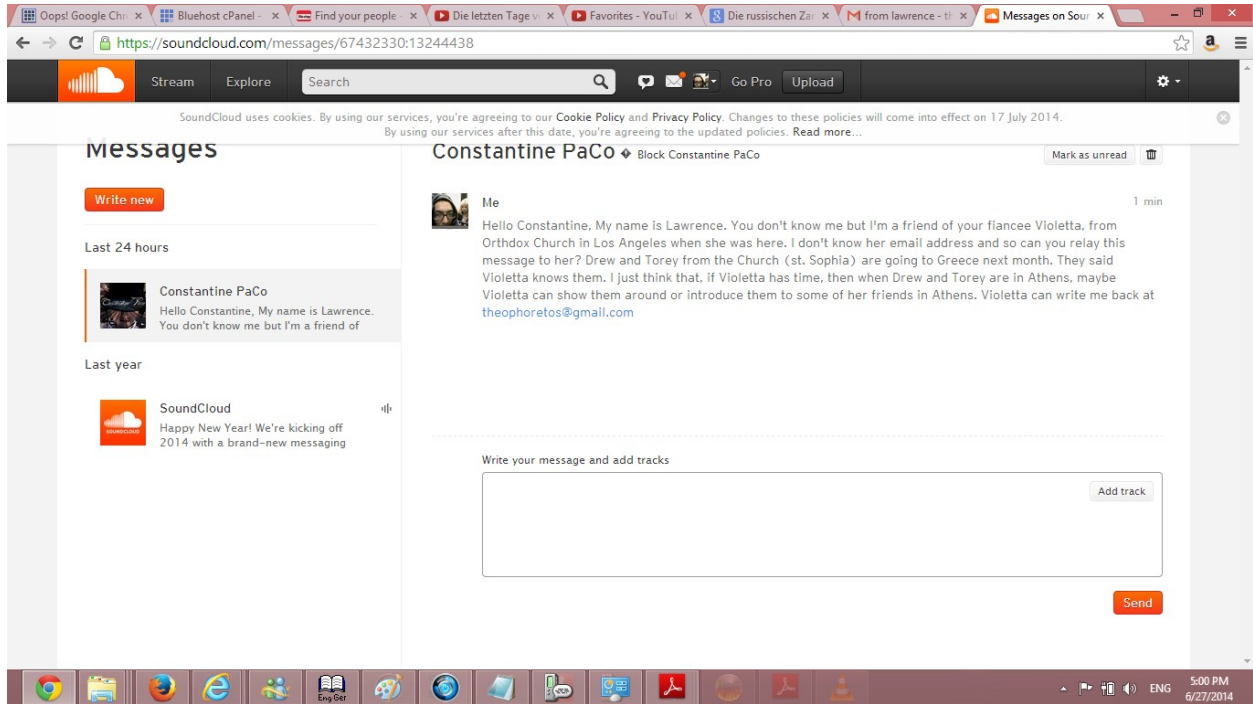 Oops! Google Chr
Bluehost cPanel -
Find your people -
Die letzten Tage v
Favorites - YouTul
Die russischen Zar
from lawrence - th
Messages on Sour
https://soundcloud.com/messages/67432330:13244438
Stream
Explore
Search
Go Pro
Upload
SoundCloud uses cookies. By using our services, you're agreeing to our Cookie Policy and Privacy Policy. Changes to these policies will come into effect on 17 July 2014.
By using our services after this date, you're agreeing to the updated policies. Read more...
Messages
Write new
Last 24 hours
Constantine PaCo
Hello Constantine, My name is Lawrence.
You don't know me but I'm a friend of
Last year
SoundCloud
Happy New Year! We're kicking off
2014 with a brand-new messaging
SOUNDCLOUD
Constantine PaCo � Block Constantine PaCo
Mark as unread
Me
1 min
Hello Constantine, My name is Lawrence. You don't know me but I'm a friend of your fiancee Violetta, from
Orthdox Church in Los Angeles when she was here. I don't know her email address and so can you relay this
message to her? Drew and Torey from the Church (st. Sophia) are going to Greece next month. They said
Violetta knows them. I just think that, if Violetta has time, then when Drew and Torey are in Athens, maybe
Violetta can show them around or introduce them to some of her friends in Athens. Violetta can write me back at
theophoretos@gmail.com
Write your message and add tracks
Add track
Send
Eng Ger
ENG
5:00 PM
6/27/2014